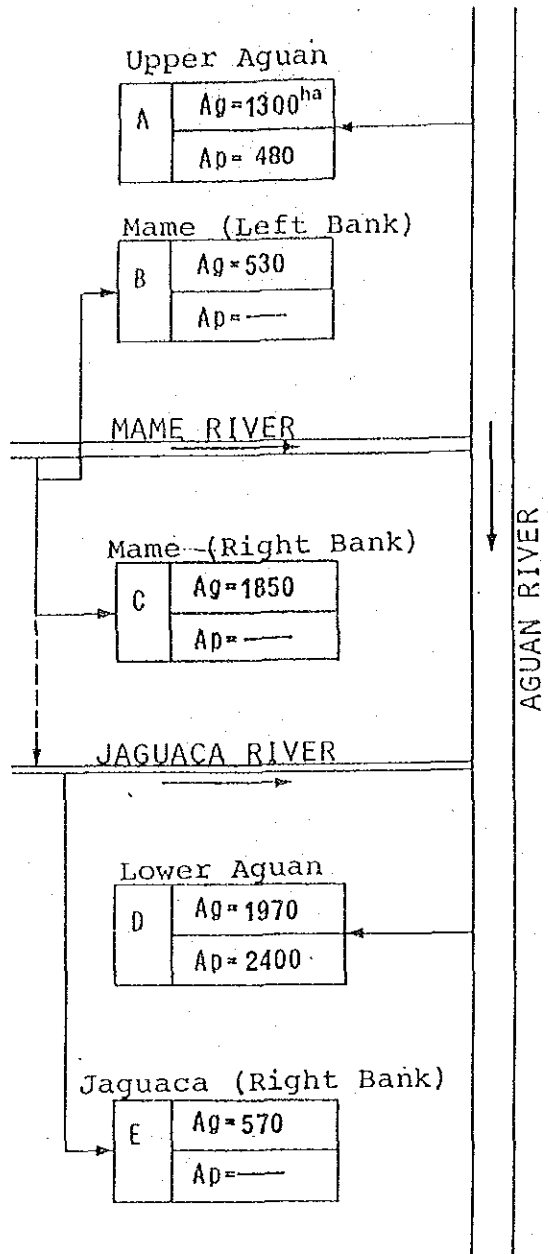 Upper Aguan
A
Ag=1300ha
Ap= 480
Mame (Left Bank)
B
Ag=530
Ap=—
MAME RIVER
Mame (Right Bank)
C
Ag=1850
Ap=—
AGUAN RIVER
JAGUACA RIVER
Lower Aguan
D
Ag=1970
Ap=2400
Jaguaca (Right Bank)
E
Ag=570
Ap=—